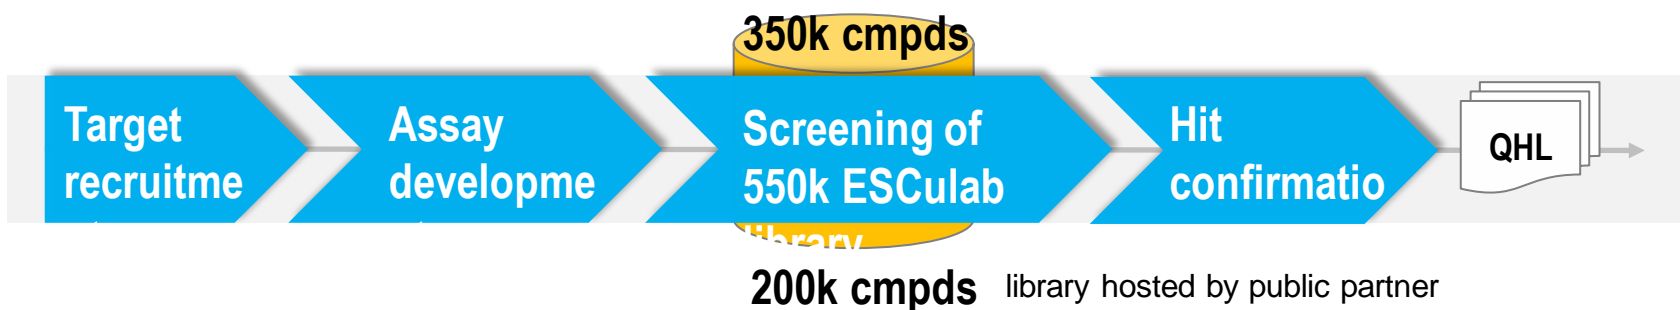 350k cmpds
Target
recruitme
Assay
developme
Screening of
550k ESCulab
library
Hit
confirmatio
QHL
200k cmpds
library hosted by public partner